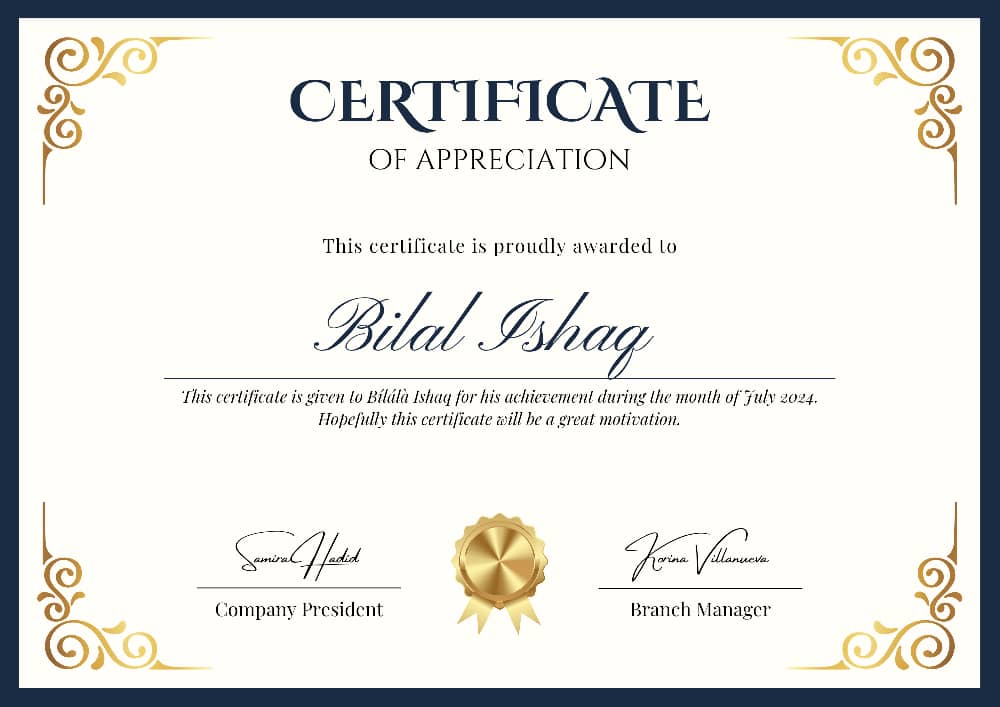 CERTIFICATE
OF APPRECIATION
This certificate is proudly awarded to
Bilal Ishaq
This certificate is given to Bílálà Ishaq for his achievement during the month of July 2024.
Hopefully this certificate will be a great motivation.
Samira Hadid
Korina Villanueva
Company President
Branch Manager